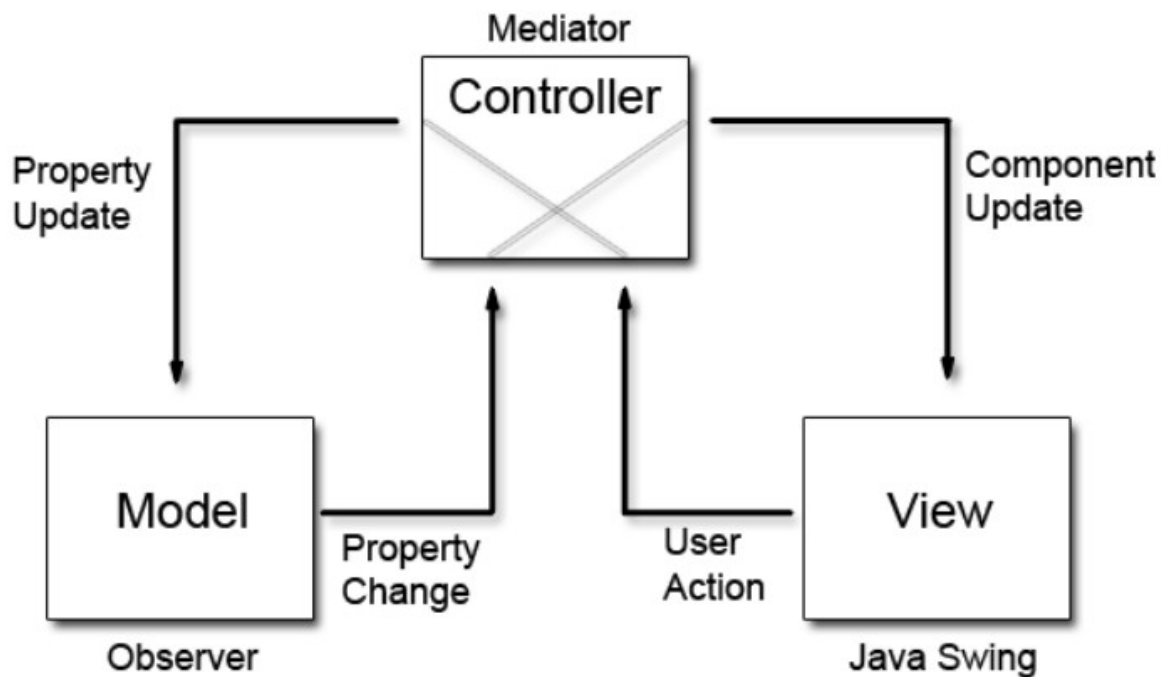 Mediator
Controller
Property
Update
Component
Update
Model
Property
Change
User
Action
View
Observer
Java Swing